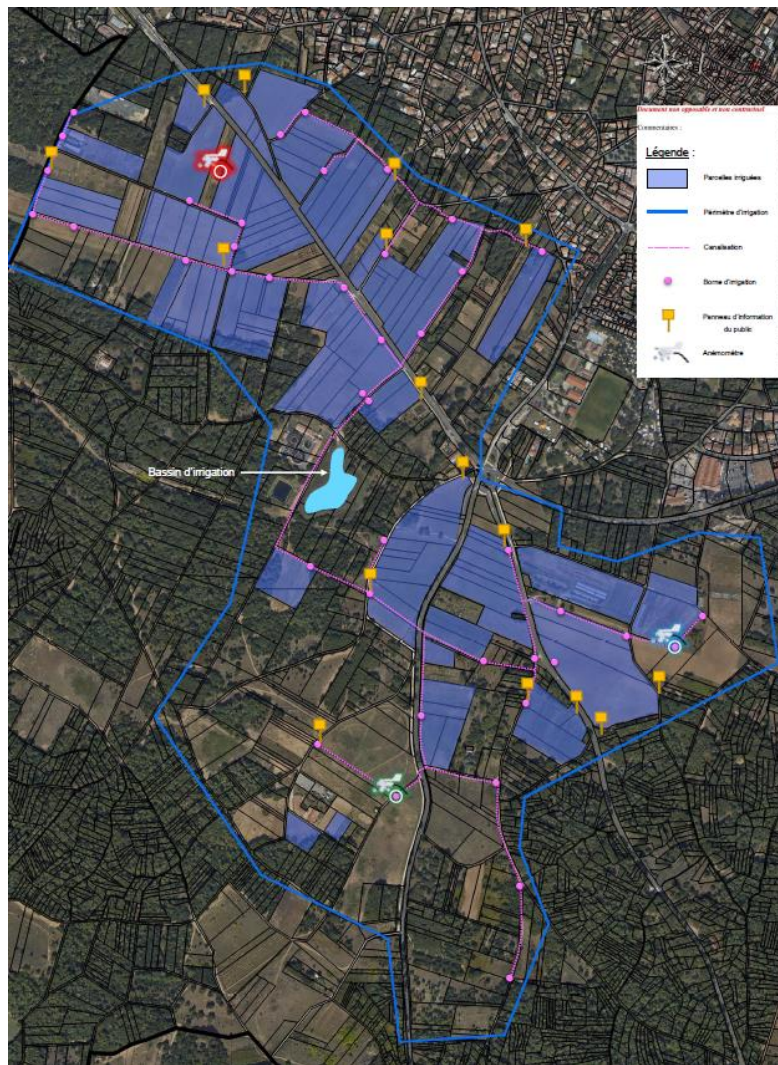 Document non opposable et non contractuel
Commentaires :
Légende :
Parcelles irriguées
Périmètre d'irrigation
Canalisation
Borne d'irrigation
Panneau d'information
du public
Anémomètre
Bassin d'irrigation